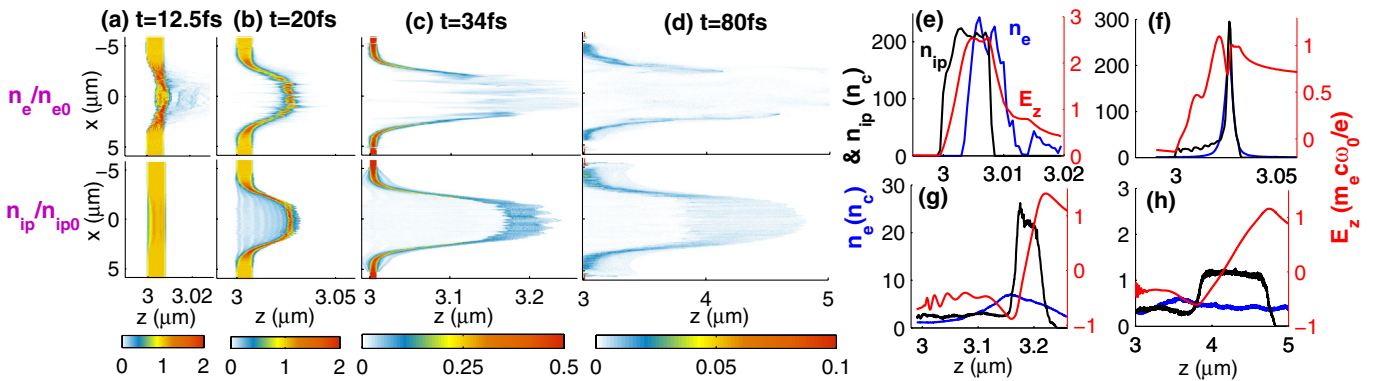 (a) t=12.5fs
(b) t=20fs
(c) t=34fs
(d) t=80fs
n_e/n_e0
x (μm)
−5
0
5
n_ip/n_ip0
x (μm)
−5
0
5
3 3.02
z (μm)
3 3.05
z (μm)
3 3.1 3.2
z (μm)
3 4 5
z (μm)
0 1 2
0 1 2
0 0.25 0.5
0 0.05 0.1
n_e(n_c) & n_ip (n_c)
(e)
n_ip
n_e
E_z
200
100
0
3 3.01 3.02
3
2
1
0
(f)
300
200
100
0
3 3.05
1
0.5
0
(g)
30
20
10
0
3 3.1 3.2
z (μm)
1
0
−1
(h)
3
2
1
0
3 4 5
z (μm)
1
0
−1
E_z (m_e cω_0/e)